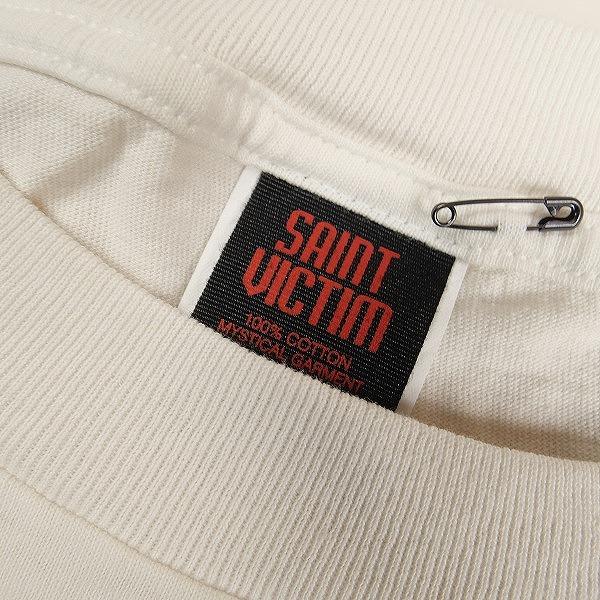 SAINT
VICTIM
100% COTTON
MYSTICAL GARMENT